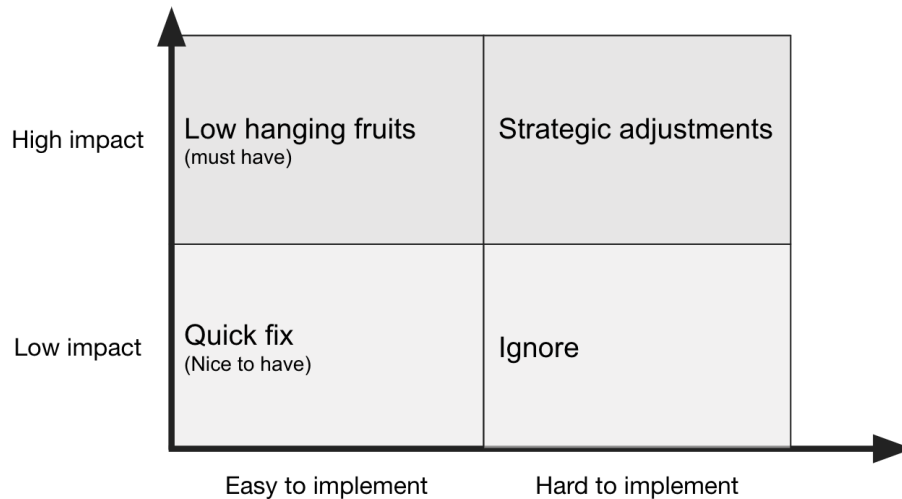 High impact
Low hanging fruits
(must have)
Strategic adjustments
Low impact
Quick fix
(Nice to have)
Ignore
Easy to implement
Hard to implement